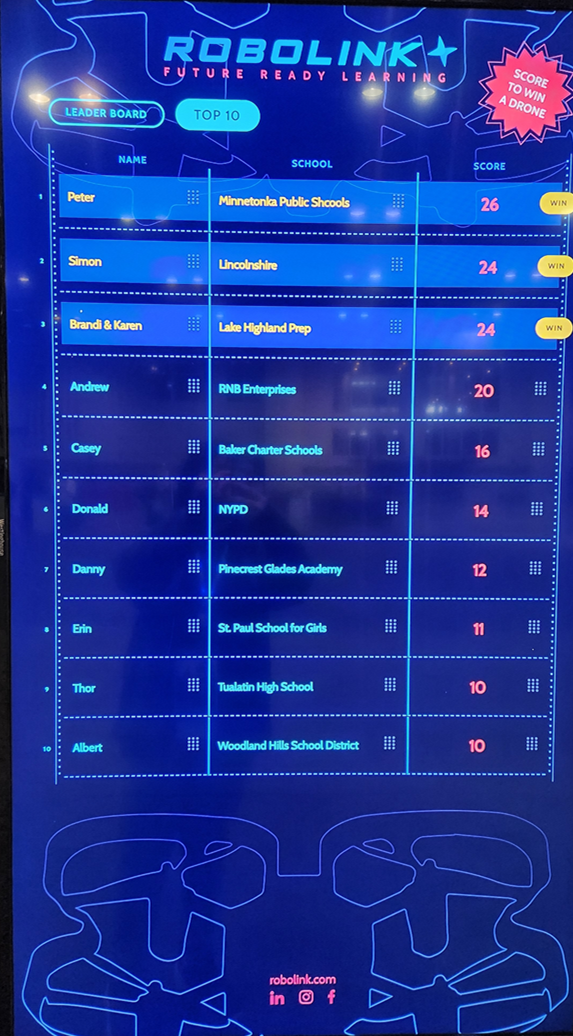 ROBOLINK
FUTURE READY LEARNING
SCORE
TO WIN
A DRONE
LEADER BOARD
TOP 10
NAME SCHOOL SCORE
1 Peter Minnetonka Public Shcools 26 WIN
2 Simon Lincolnshire 24 WIN
3 Brandi & Karen Lake Highland Prep 24 WIN
4 Andrew RNB Enterprises 20
5 Casey Baker Charter Schools 16
6 Donald NYPD 14
7 Danny Pinecrest Glades Academy 12
8 Erin St. Paul School for Girls 11
9 Thor Tualatin High School 10
10 Albert Woodland Hills School District 10
robolink.com
in f